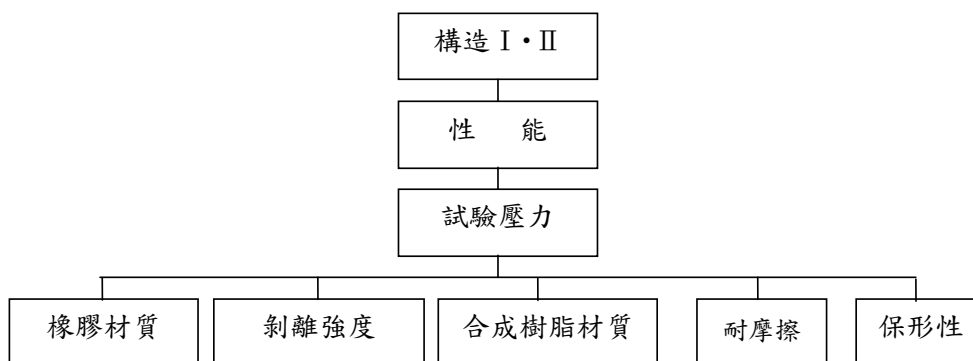 構造Ⅰ・Ⅱ
性 能
試驗壓力
橡膠材質
剝離強度
合成樹脂材質
耐摩擦
保形性